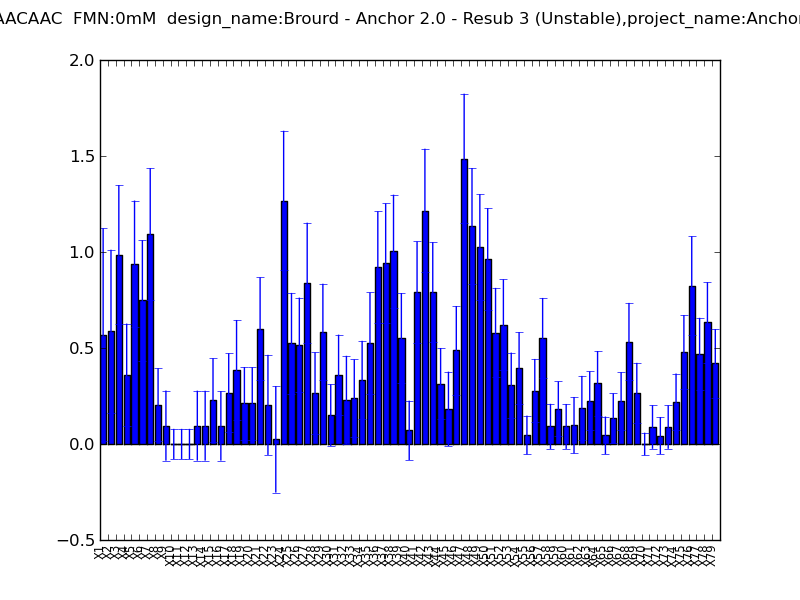 AACAAC  FMN:0mM  design_name:Brourd - Anchor 2.0 - Resub 3 (Unstable),project_name:Anchor
2.0
1.5
1.0
0.5
0.0
−0.5
X1
X2
X3
X4
X5
X6
X7
X8
X9
X10
X11
X12
X13
X14
X15
X16
X17
X18
X19
X20
X21
X22
X23
X24
X25
X26
X27
X28
X29
X30
X31
X32
X33
X34
X35
X36
X37
X38
X39
X40
X41
X42
X43
X44
X45
X46
X47
X48
X49
X50
X51
X52
X53
X54
X55
X56
X57
X58
X59
X60
X61
X62
X63
X64
X65
X66
X67
X68
X69
X70
X71
X72
X73
X74
X75
X76
X77
X78
X79